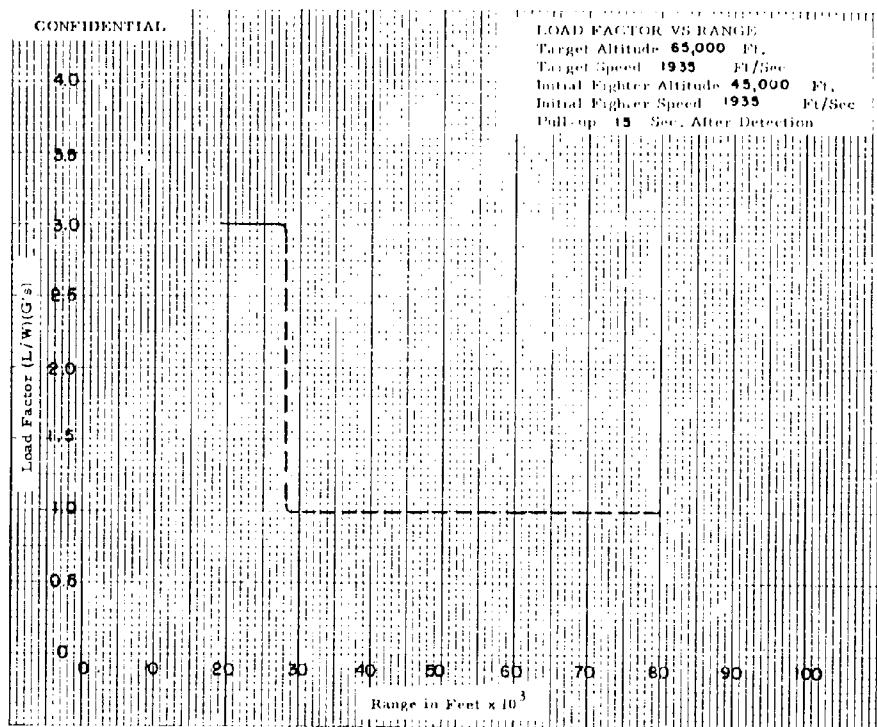 CONFIDENTIAL
LOAD FACTOR VS RANGE
Target Altitude 65,000 Ft.
Target Speed 1935 Ft/Sec
Initial Fighter Altitude 45,000 Ft.
Initial Fighter Speed 1935 Ft/Sec
Pull-up 15 Sec. After Detection
4.0
3.5
3.0
2.5
2.0
1.5
1.0
0.5
0
Load Factor (L/W)(G's)
0 10 20 30 40 50 60 70 80 90 100
Range in Feet x 10³